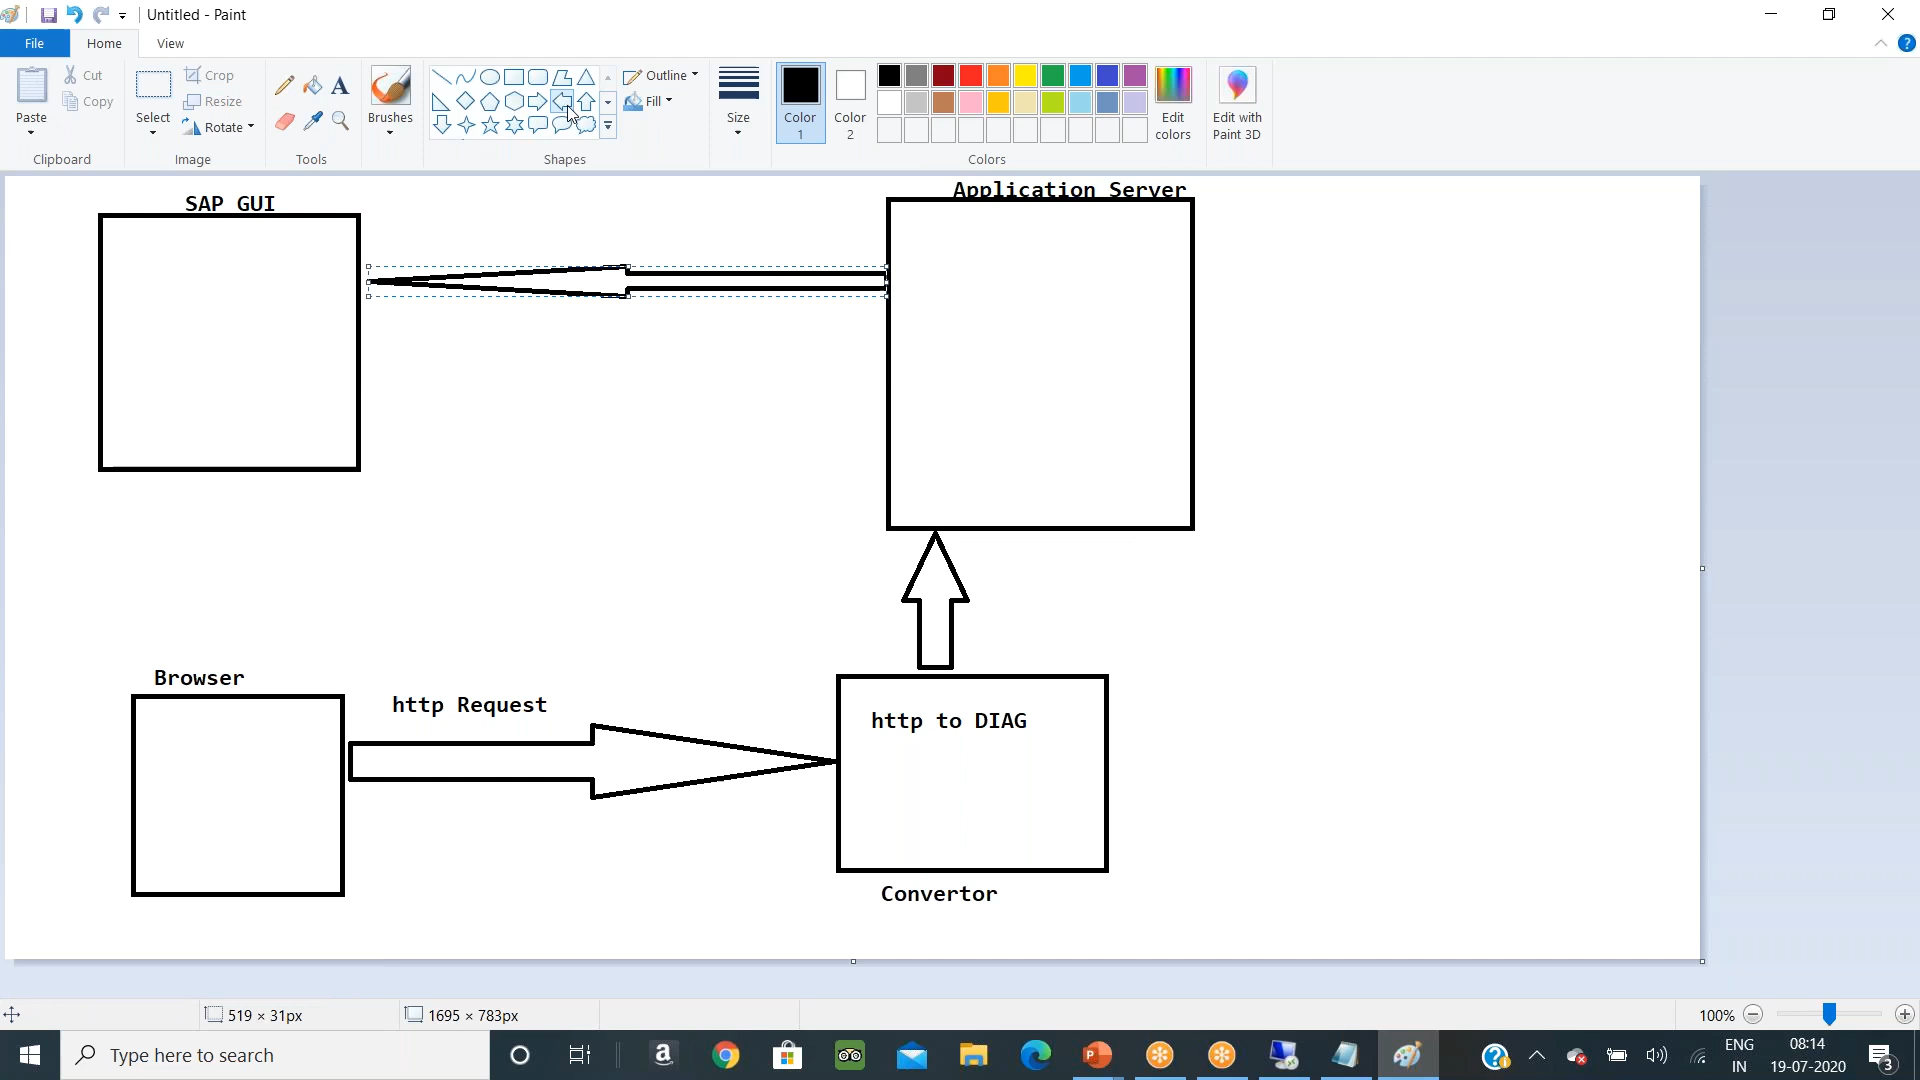 Untitled - Paint
File Home View
Paste
Cut
Copy
Clipboard
Select
Crop
Resize
Rotate
Image
Tools
Brushes
Shapes
Outline
Fill
Size
Color 1
Color 2
Colors
Edit colors
Edit with Paint 3D
SAP GUI
Application Server
Browser
http Request
http to DIAG
Convertor
519 × 31px
1695 × 783px
100%
Type here to search
ENG
IN
08:14
19-07-2020
3